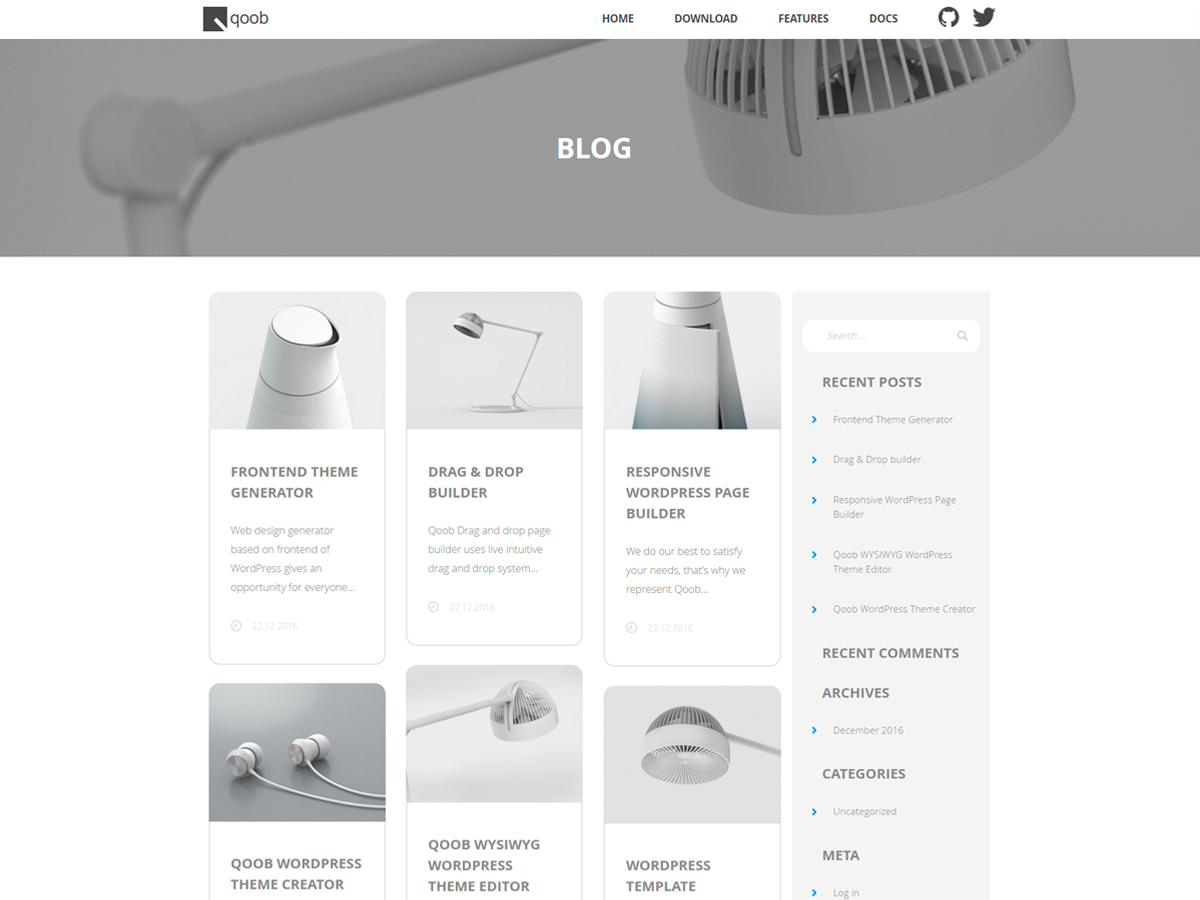 qoob
HOME
DOWNLOAD
FEATURES
DOCS
BLOG
FRONTEND THEME
GENERATOR
Web design generator
based on frontend of
WordPress gives an
opportunity for everyone...
22.12.2016
DRAG & DROP
BUILDER
Qoob Drag and drop page
builder uses live intuitive
drag and drop system...
22.12.2016
RESPONSIVE
WORDPRESS PAGE
BUILDER
We do our best to satisfy
your needs, that's why we
represent Qoob...
22.12.2016
QOOB WORDPRESS
THEME CREATOR
QOOB WYSIWYG
WORDPRESS
THEME EDITOR
WORDPRESS
TEMPLATE
Search ...
RECENT POSTS
Frontend Theme Generator
Drag & Drop builder
Responsive WordPress Page
Builder
Qoob WYSIWYG WordPress
Theme Editor
Qoob WordPress Theme Creator
RECENT COMMENTS
ARCHIVES
December 2016
CATEGORIES
Uncategorized
META
Log in